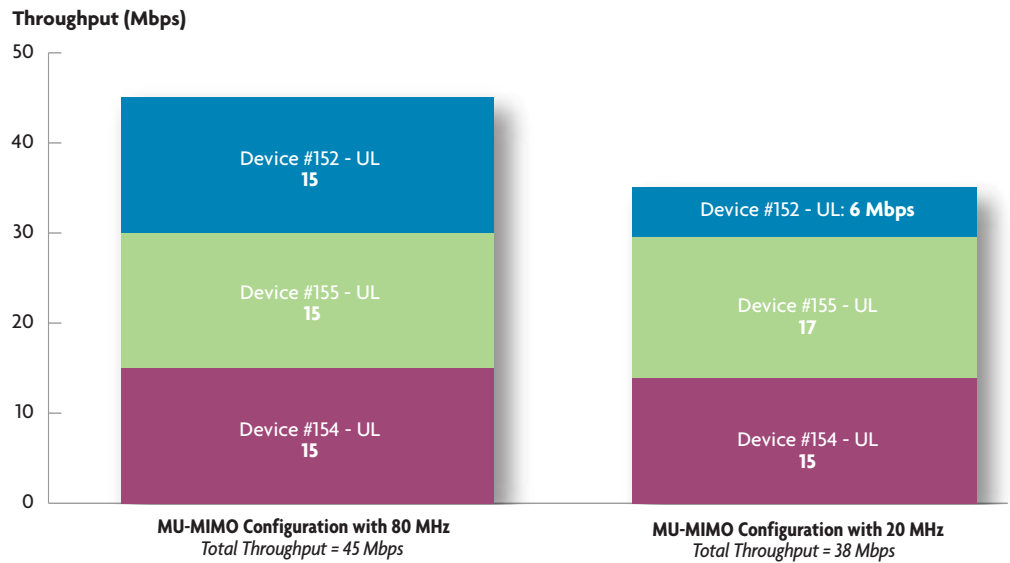 Throughput (Mbps)
50
40
30
20
10
0
Device #152 - UL
15
Device #155 - UL
15
Device #154 - UL
15
Device #152 - UL: 6 Mbps
Device #155 - UL
17
Device #154 - UL
15
MU-MIMO Configuration with 80 MHz
Total Throughput = 45 Mbps
MU-MIMO Configuration with 20 MHz
Total Throughput = 38 Mbps